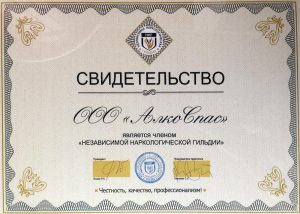 СВИДЕТЕЛЬСТВО
ООО «АлкоСпас»
является членом
«НЕЗАВИСИМОЙ НАРКОЛОГИЧЕСКОЙ ГИЛЬДИИ»
Честность, качество, профессионализм!